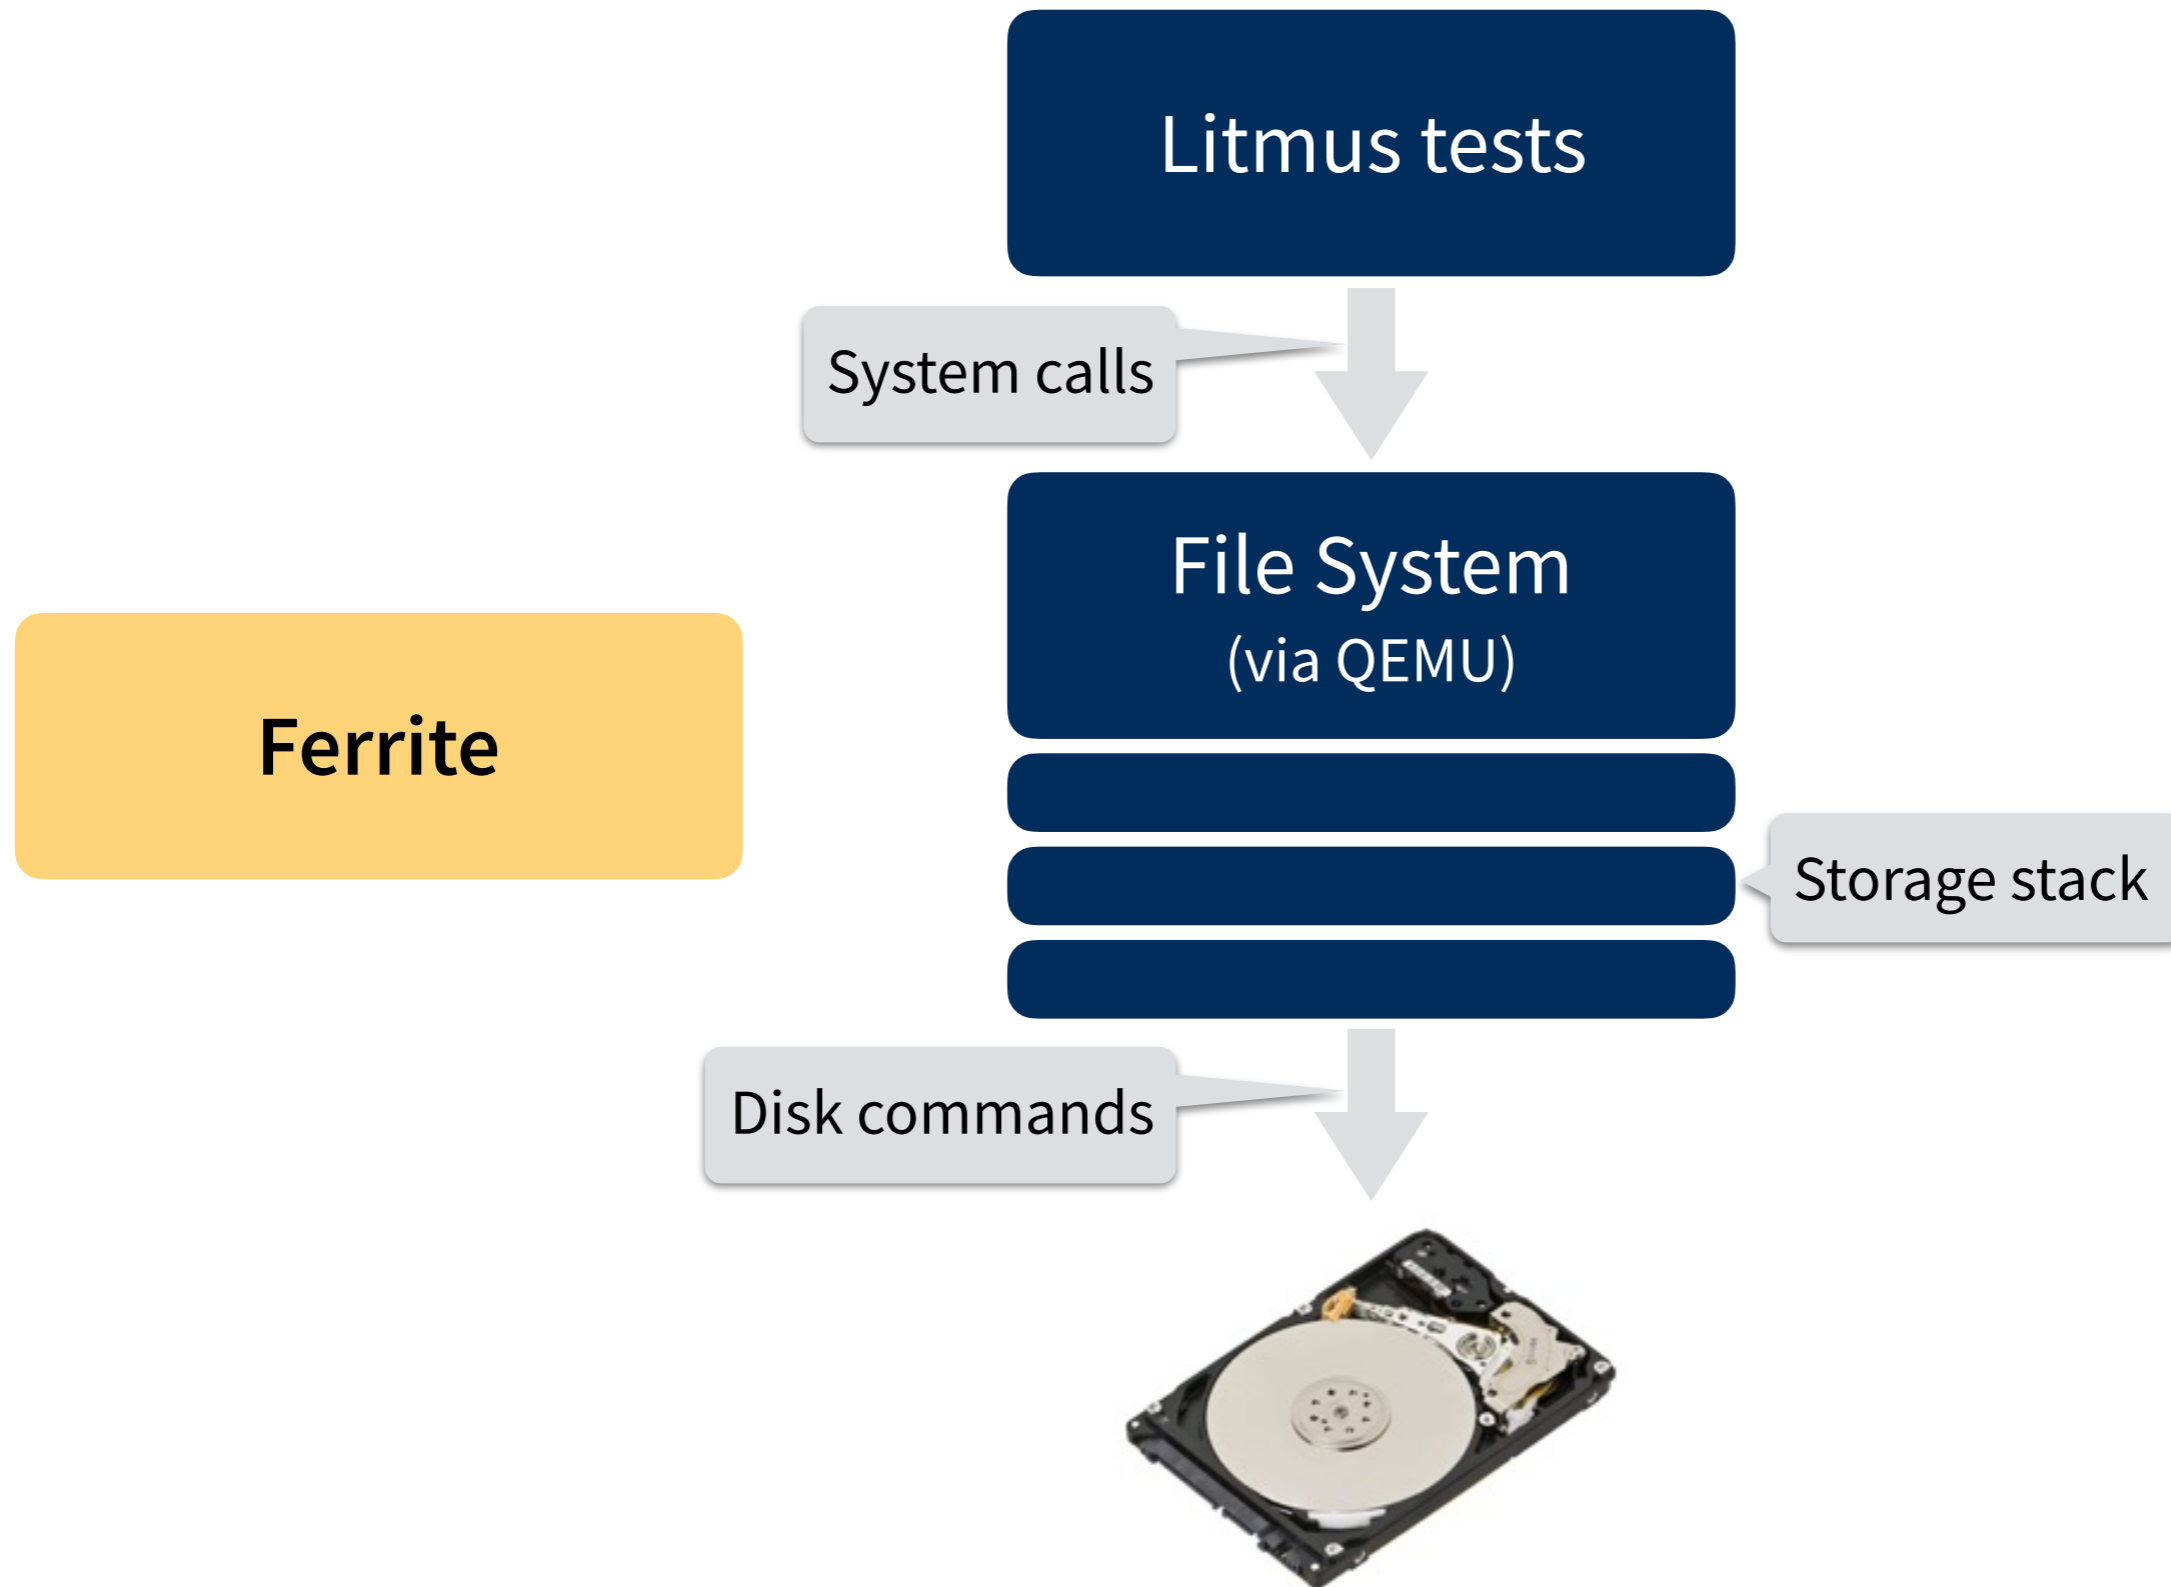 Litmus tests
System calls
File System
(via QEMU)
Ferrite
Storage stack
Disk commands